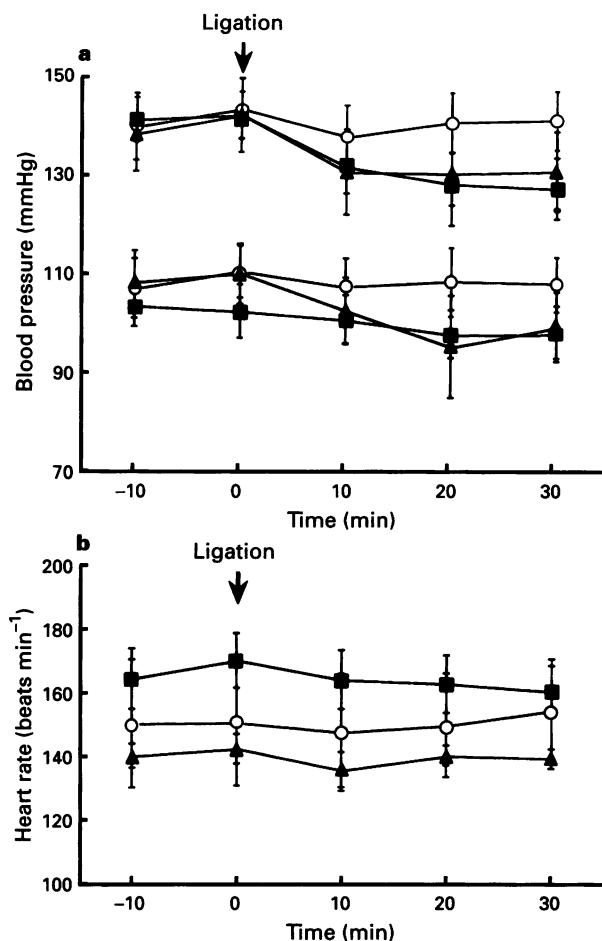 Ligation
a
150
130
110
90
70
Blood pressure (mmHg)
–10 0 10 20 30
Time (min)
b
Ligation
200
180
160
140
120
100
Heart rate (beats min⁻¹)
–10 0 10 20 30
Time (min)